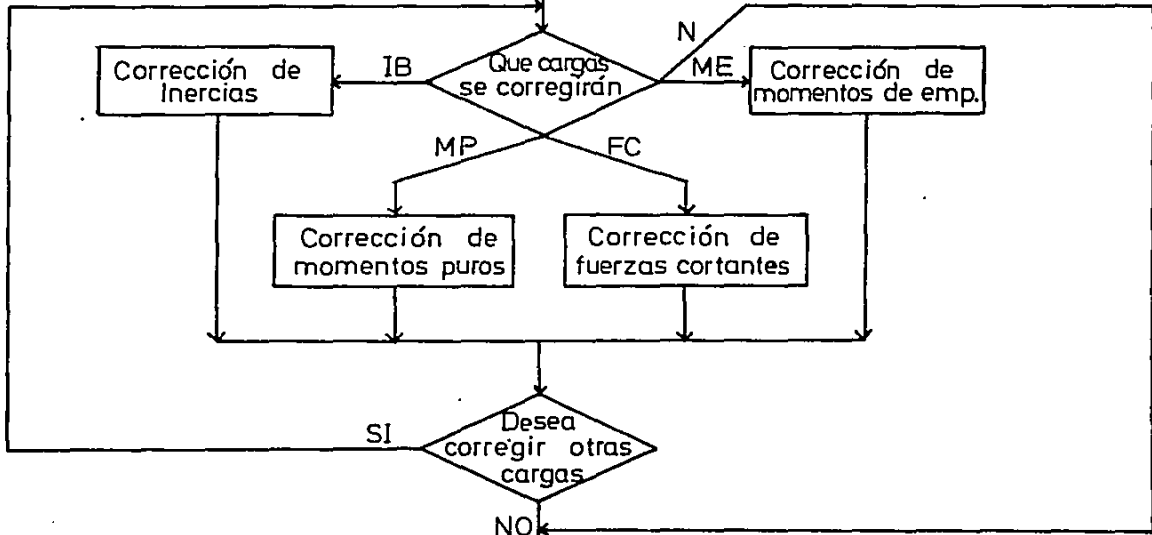 N
Que cargas
se corregirán
IB
ME
Corrección de
Inercias
Corrección de
momentos de emp.
MP
FC
Corrección de
momentos puros
Corrección de
fuerzas cortantes
Desea
corregir otras
cargas
SI
NO